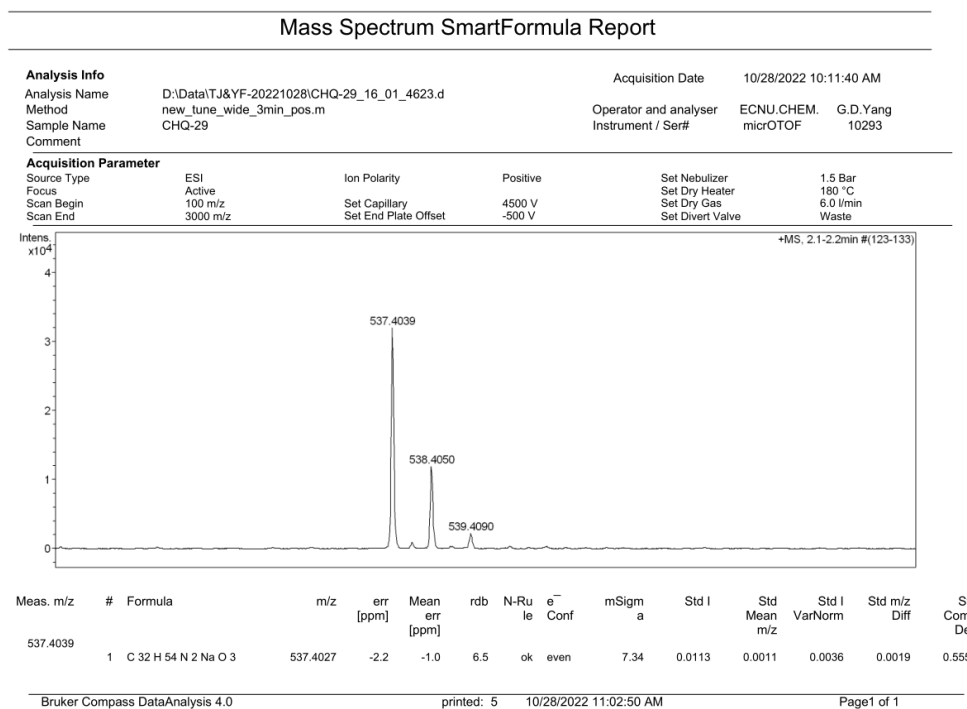 Mass Spectrum SmartFormula Report
Analysis Info
Acquisition Date 10/28/2022 10:11:40 AM
Analysis Name D:\Data\TJ&YF-20221028\CHQ-29_16_01_4623.d
Method new_tune_wide_3min_pos.m Operator and analyser ECNU.CHEM. G.D.Yang
Sample Name CHQ-29 Instrument / Ser# micrOTOF 10293
Comment
Acquisition Parameter
Source Type ESI Ion Polarity Positive Set Nebulizer 1.5 Bar
Focus Active Set Dry Heater 180 °C
Scan Begin 100 m/z Set Capillary 4500 V Set Dry Gas 6.0 l/min
Scan End 3000 m/z Set End Plate Offset -500 V Set Divert Valve Waste
Intens.
x10⁴
+MS, 2.1-2.2min #(123-133)
4
537.4039
3
2
538.4050
1
539.4090
0
Meas. m/z # Formula m/z err Mean rdb N-Ru e¯ mSigm Std I Std Std I Std m/z S
[ppm] err le Conf a Mean VarNorm Diff Com
[ppm] m/z De
537.4039
1 C 32 H 54 N 2 Na O 3 537.4027 -2.2 -1.0 6.5 ok even 7.34 0.0113 0.0011 0.0036 0.0019 0.555
Bruker Compass DataAnalysis 4.0 printed: 5 10/28/2022 11:02:50 AM Page1 of 1